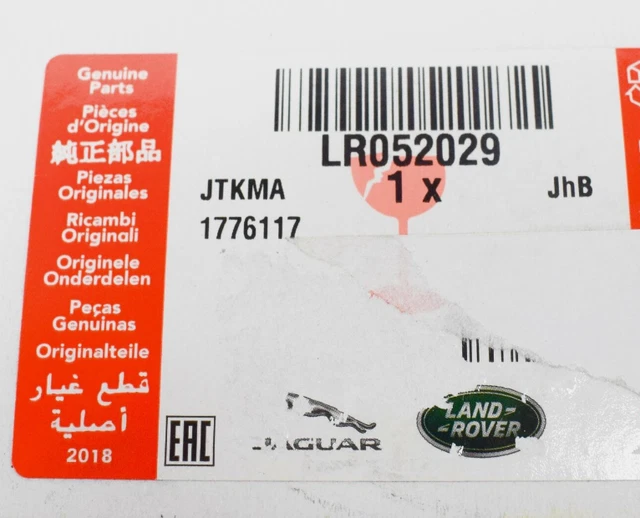 Genuine
Parts
Pièces
d'Origine
純正部品
Piezas
Originales
Ricambi
Originali
Originele
Onderdelen
Peças
Genuinas
Originalteile
قطع غيار
أصلية
2018
LR052029
1 x
JTKMA
JhB
1776117
EAC
JAGUAR
LAND-
-ROVER